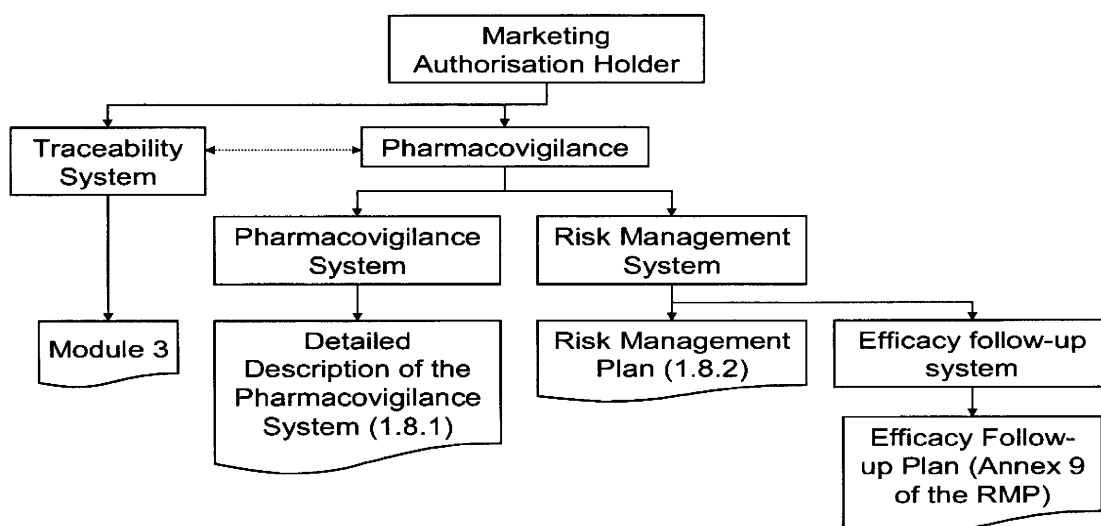 Marketing
Authorisation Holder
Traceability
System
Pharmacovigilance
Pharmacovigilance
System
Risk Management
System
Module 3
Detailed
Description of the
Pharmacovigilance
System (1.8.1)
Risk Management
Plan (1.8.2)
Efficacy follow-up
system
Efficacy Follow-
up Plan (Annex 9
of the RMP)